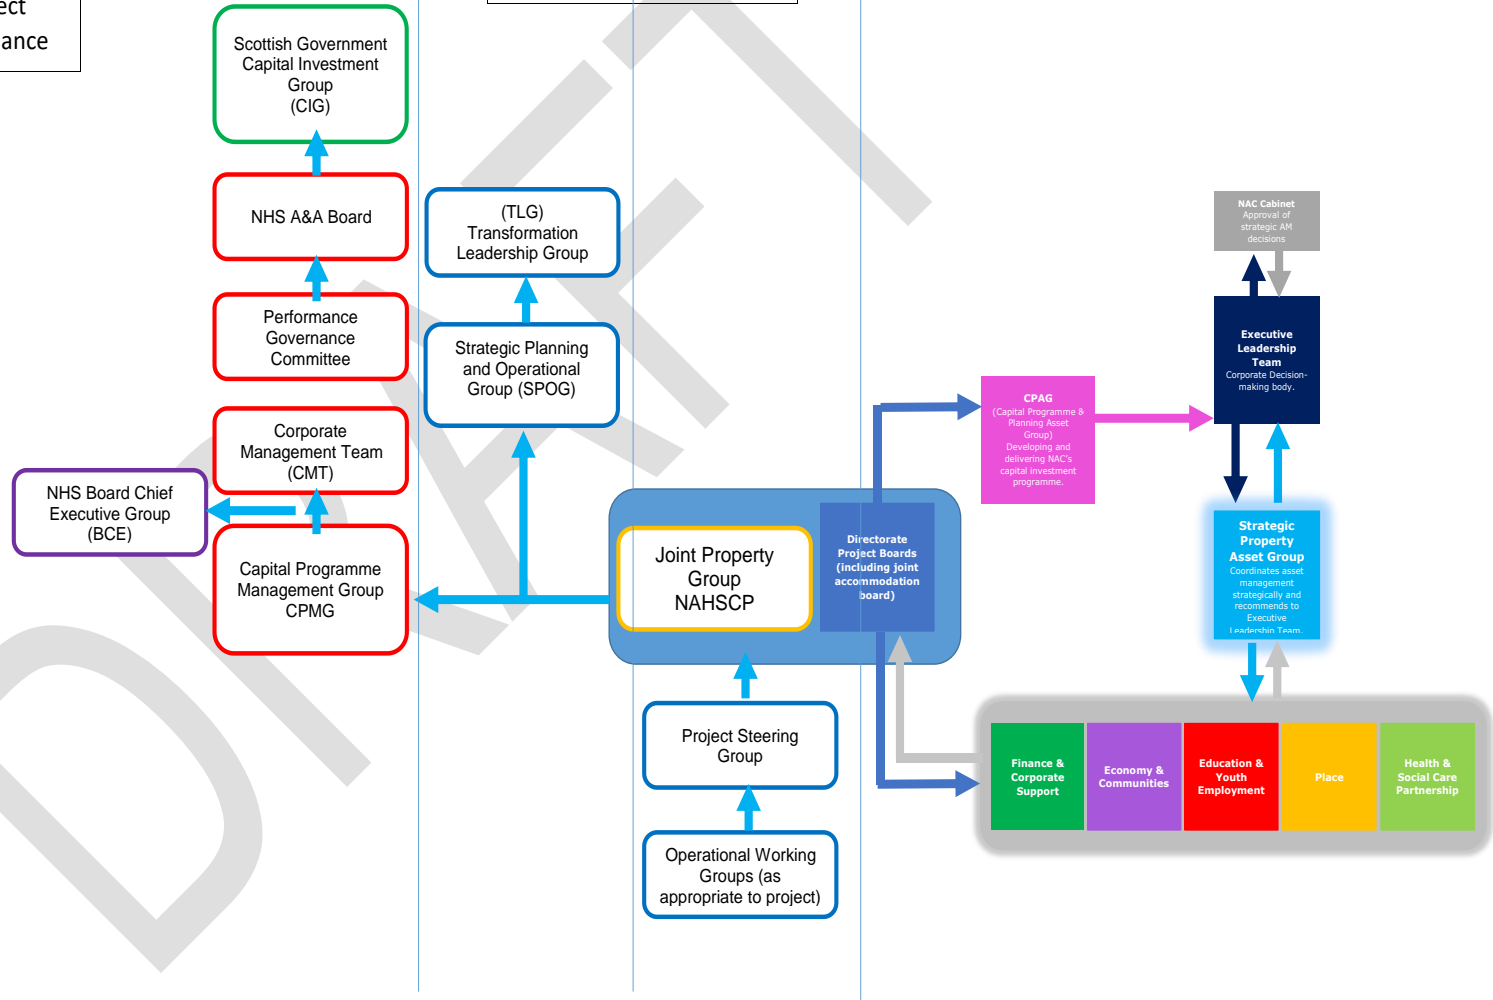 ect
ance
Scottish Government
Capital Investment
Group
(CIG)
NHS A&A Board
Performance
Governance
Committee
Corporate
Management Team
(CMT)
NHS Board Chief
Executive Group
(BCE)
Capital Programme
Management Group
CPMG
(TLG)
Transformation
Leadership Group
Strategic Planning
and Operational
Group (SPOG)
Joint Property
Group
NAHSCP
Directorate
Project Boards
(including joint
accommodation
board)
Project Steering
Group
Operational Working
Groups (as
appropriate to project)
CPAG
(Capital Programme &
Planning Asset
Group)
Developing and
delivering NAC's
capital investment
programme.
NAC Cabinet
Approval of
strategic AM
decisions
Executive
Leadership
Team
Corporate Decision-
making body.
Strategic
Property
Asset Group
Coordinates asset
management
strategically and
recommends to
Executive
Leadership Team.
Finance &
Corporate
Support
Economy &
Communities
Education &
Youth
Employment
Place
Health &
Social Care
Partnership
DRAFT